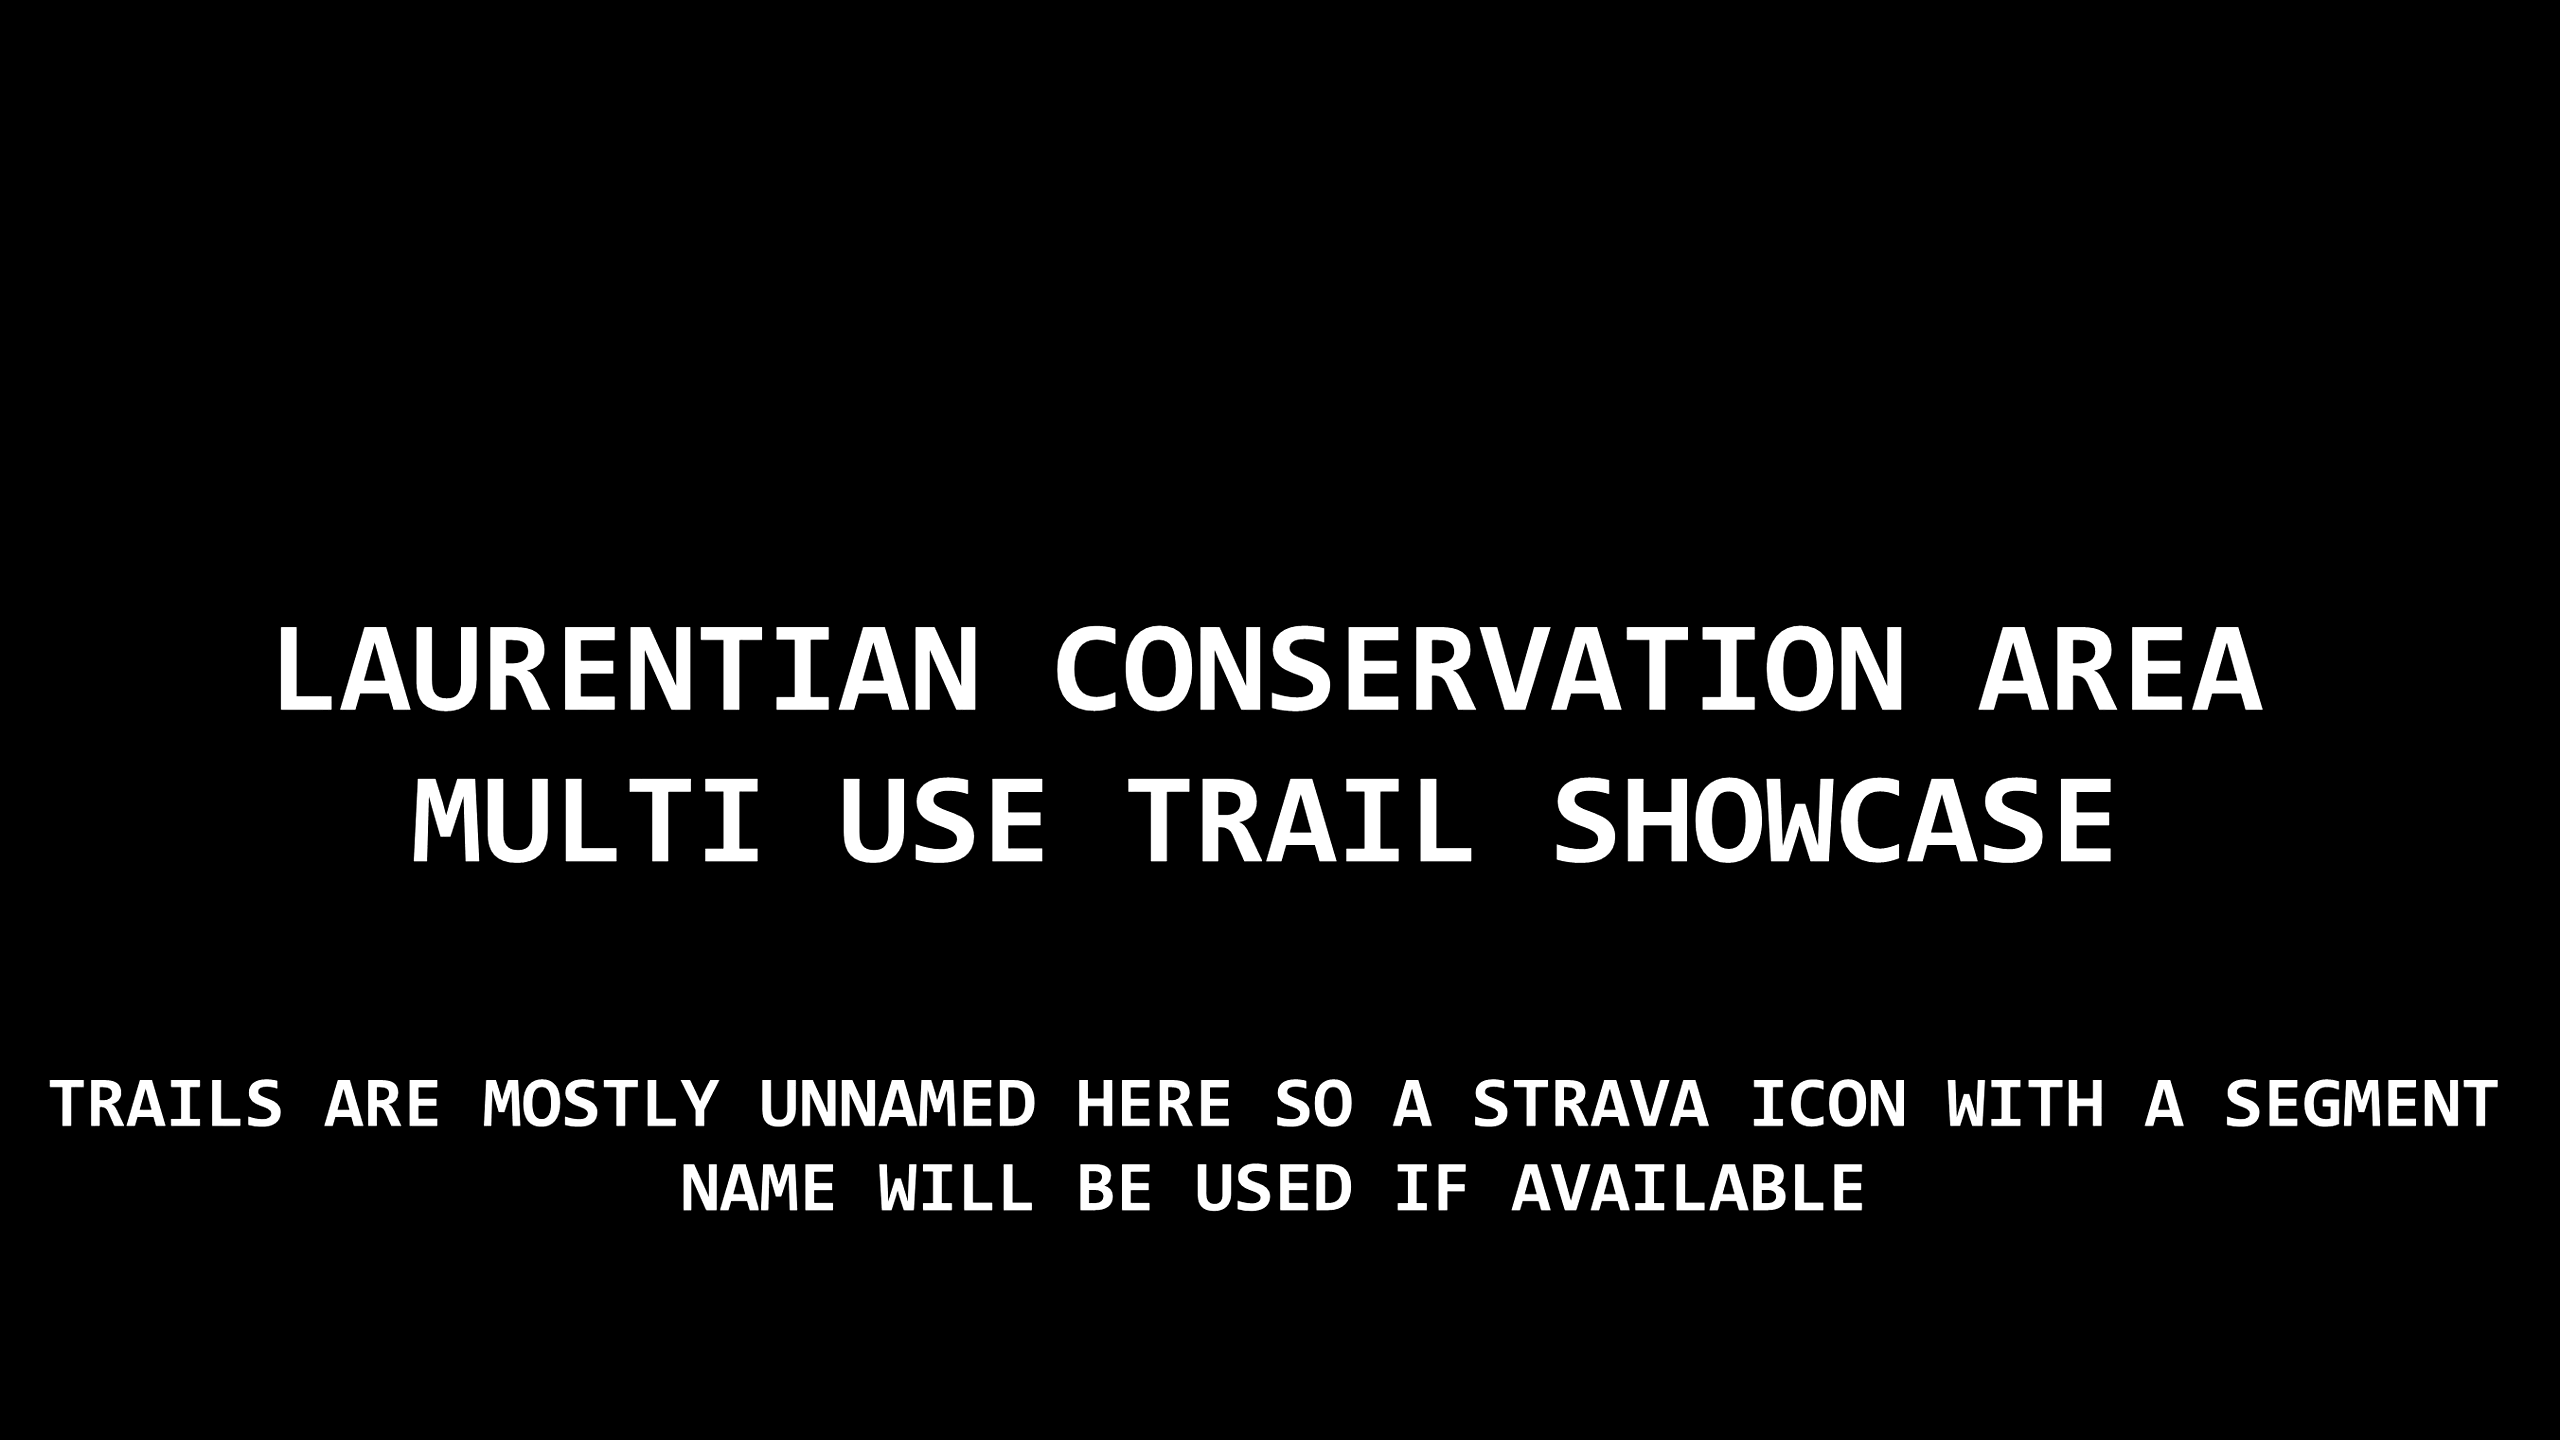 LAURENTIAN CONSERVATION AREA
MULTI USE TRAIL SHOWCASE
TRAILS ARE MOSTLY UNNAMED HERE SO A STRAVA ICON WITH A SEGMENT
NAME WILL BE USED IF AVAILABLE